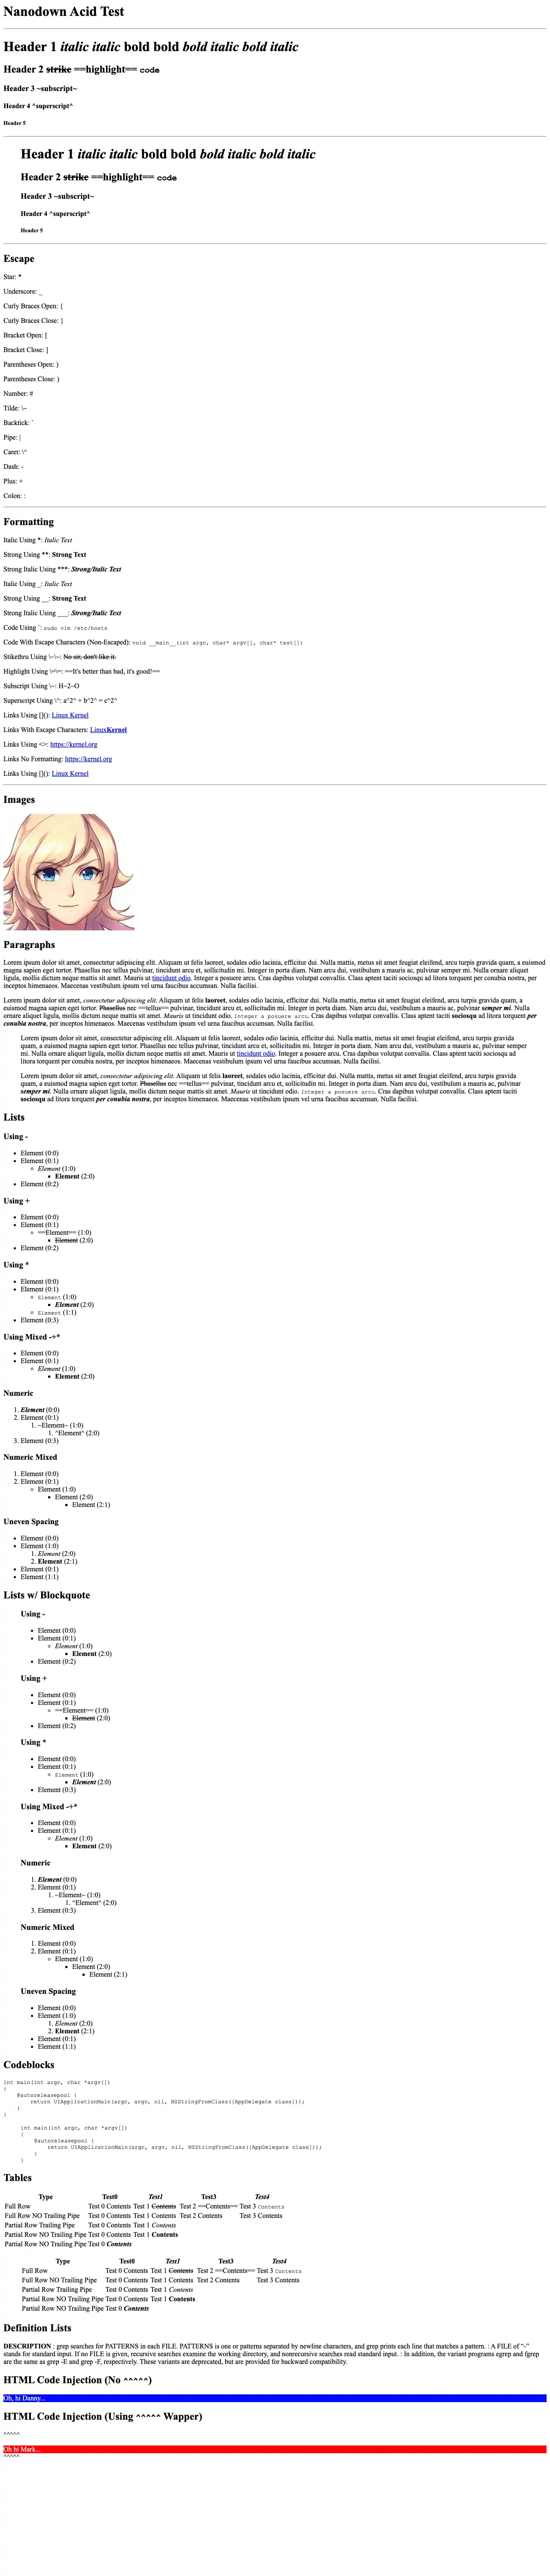 Nanodown Acid Test
Header 1 italic italic bold bold bold italic bold italic
Header 2 strike ==highlight== code
Header 3 ~subscript~
Header 4 ^superscript^
Header 5
Header 1 italic italic bold bold bold italic bold italic
Header 2 strike ==highlight== code
Header 3 ~subscript~
Header 4 ^superscript^
Header 5
Escape
Star: *
Underscore: _
Curly Braces Open: {
Curly Braces Close: }
Bracket Open: [
Bracket Close: ]
Parentheses Open: )
Parentheses Close: )
Number: #
Tilde: \~
Backtick: `
Pipe: |
Caret: \^
Dash: -
Plus: +
Colon: :
Formatting
Italic Using *: Italic Text
Strong Using **: Strong Text
Strong Italic Using ***: Strong/Italic Text
Italic Using _: Italic Text
Strong Using __: Strong Text
Strong Italic Using ___: Strong/Italic Text
Code Using `: sudo vim /etc/hosts
Code With Escape Characters (Non-Escaped): void __main__(int argc, char* argv[], char* test[])
Stikethru Using \~\~: No sir, don't like it.
Highlight Using \=\=: ==It's better than bad, it's good!==
Subscript Using \~: H~2~O
Superscript Using \^: a^2^ + b^2^ = c^2^
Links Using [](): Linux Kernel
Links With Escape Characters: LinuxKernel
Links Using <>: https://kernel.org
Links No Formatting: https://kernel.org
Links Using [](): Linux Kernel
Images
Paragraphs
Lorem ipsum dolor sit amet, consectetur adipiscing elit. Aliquam ut felis laoreet, sodales odio lacinia, efficitur dui. Nulla mattis, metus sit amet feugiat eleifend, arcu turpis gravida quam, a euismod
magna sapien eget tortor. Phasellus nec tellus pulvinar, tincidunt arcu et, sollicitudin mi. Integer in porta diam. Nam arcu dui, vestibulum a mauris ac, pulvinar semper mi. Nulla ornare aliquet
ligula, mollis dictum neque mattis sit amet. Mauris ut tincidunt odio. Integer a posuere arcu. Cras dapibus volutpat convallis. Class aptent taciti sociosqu ad litora torquent per conubia nostra, per
inceptos himenaeos. Maecenas vestibulum ipsum vel urna faucibus accumsan. Nulla facilisi.
Lorem ipsum dolor sit amet, consectetur adipiscing elit. Aliquam ut felis laoreet, sodales odio lacinia, efficitur dui. Nulla mattis, metus sit amet feugiat eleifend, arcu turpis gravida quam, a
euismod magna sapien eget tortor. Phasellus nec ==tellus== pulvinar, tincidunt arcu et, sollicitudin mi. Integer in porta diam. Nam arcu dui, vestibulum a mauris ac, pulvinar semper mi. Nulla
ornare aliquet ligula, mollis dictum neque mattis sit amet. Mauris ut tincidunt odio. Integer a posuere arcu. Cras dapibus volutpat convallis. Class aptent taciti sociosqu ad litora torquent per
conubia nostra, per inceptos himenaeos. Maecenas vestibulum ipsum vel urna faucibus accumsan. Nulla facilisi.
Lorem ipsum dolor sit amet, consectetur adipiscing elit. Aliquam ut felis laoreet, sodales odio lacinia, efficitur dui. Nulla mattis, metus sit amet feugiat eleifend, arcu turpis
gravida quam, a euismod magna sapien eget tortor. Phasellus nec tellus pulvinar, tincidunt arcu et, sollicitudin mi. Integer in porta diam. Nam arcu dui, vestibulum a mauris ac, pulvinar semper
mi. Nulla ornare aliquet ligula, mollis dictum neque mattis sit amet. Mauris ut tincidunt odio. Integer a posuere arcu. Cras dapibus volutpat convallis. Class aptent taciti sociosqu ad
litora torquent per conubia nostra, per inceptos himenaeos. Maecenas vestibulum ipsum vel urna faucibus accumsan. Nulla facilisi.
Lorem ipsum dolor sit amet, consectetur adipiscing elit. Aliquam ut felis laoreet, sodales odio lacinia, efficitur dui. Nulla mattis, metus sit amet feugiat eleifend, arcu turpis gravida
quam, a euismod magna sapien eget tortor. Phasellus nec ==tellus== pulvinar, tincidunt arcu et, sollicitudin mi. Integer in porta diam. Nam arcu dui, vestibulum a mauris ac, pulvinar
semper mi. Nulla ornare aliquet ligula, mollis dictum neque mattis sit amet. Mauris ut tincidunt odio. Integer a posuere arcu. Cras dapibus volutpat convallis. Class aptent taciti
sociosqu ad litora torquent per conubia nostra, per inceptos himenaeos. Maecenas vestibulum ipsum vel urna faucibus accumsan. Nulla facilisi.
Lists
Using -
Element (0:0)
Element (0:1)
Element (1:0)
Element (2:0)
Element (0:2)
Using +
Element (0:0)
Element (0:1)
==Element== (1:0)
Element (2:0)
Element (0:2)
Using *
Element (0:0)
Element (0:1)
Element (1:0)
Element (2:0)
Element (1:1)
Element (0:3)
Using Mixed -+*
Element (0:0)
Element (0:1)
Element (1:0)
Element (2:0)
Numeric
1. Element (0:0)
2. Element (0:1)
1. ~Element~ (1:0)
1. ^Element^ (2:0)
3. Element (0:3)
Numeric Mixed
1. Element (0:0)
2. Element (0:1)
Element (1:0)
Element (2:0)
Element (2:1)
Uneven Spacing
Element (0:0)
Element (1:0)
1. Element (2:0)
2. Element (2:1)
Element (0:1)
Element (1:1)
Lists w/ Blockquote
Using -
Element (0:0)
Element (0:1)
Element (1:0)
Element (2:0)
Element (0:2)
Using +
Element (0:0)
Element (0:1)
==Element== (1:0)
Element (2:0)
Element (0:2)
Using *
Element (0:0)
Element (0:1)
Element (1:0)
Element (2:0)
Element (0:3)
Using Mixed -+*
Element (0:0)
Element (0:1)
Element (1:0)
Element (2:0)
Numeric
1. Element (0:0)
2. Element (0:1)
1. ~Element~ (1:0)
1. ^Element^ (2:0)
3. Element (0:3)
Numeric Mixed
1. Element (0:0)
2. Element (0:1)
Element (1:0)
Element (2:0)
Element (2:1)
Uneven Spacing
Element (0:0)
Element (1:0)
1. Element (2:0)
2. Element (2:1)
Element (0:1)
Element (1:1)
Codeblocks
int main(int argc, char *argv[])
{
@autoreleasepool {
return UIApplicationMain(argc, argv, nil, NSStringFromClass([AppDelegate class]));
}
}
int main(int argc, char *argv[])
{
@autoreleasepool {
return UIApplicationMain(argc, argv, nil, NSStringFromClass([AppDelegate class]));
}
}
Tables
Type Test0 Test1 Test3 Test4
Full Row Test 0 Contents Test 1 Contents Test 2 ==Contents== Test 3 Contents
Full Row NO Trailing Pipe Test 0 Contents Test 1 Contents Test 2 Contents Test 3 Contents
Partial Row Trailing Pipe Test 0 Contents Test 1 Contents
Partial Row NO Trailing Pipe Test 0 Contents Test 1 Contents
Partial Row NO Trailing Pipe Test 0 Contents
Type Test0 Test1 Test3 Test4
Full Row Test 0 Contents Test 1 Contents Test 2 ==Contents== Test 3 Contents
Full Row NO Trailing Pipe Test 0 Contents Test 1 Contents Test 2 Contents Test 3 Contents
Partial Row Trailing Pipe Test 0 Contents Test 1 Contents
Partial Row NO Trailing Pipe Test 0 Contents Test 1 Contents
Partial Row NO Trailing Pipe Test 0 Contents
Definition Lists
DESCRIPTION : grep searches for PATTERNS in each FILE. PATTERNS is one or patterns separated by newline characters, and grep prints each line that matches a pattern. : A FILE of “-”
stands for standard input. If no FILE is given, recursive searches examine the working directory, and nonrecursive searches read standard input. : In addition, the variant programs egrep and fgrep
are the same as grep -E and grep -F, respectively. These variants are deprecated, but are provided for backward compatibility.
HTML Code Injection (No ^^^^^)
Oh, hi Danny...
HTML Code Injection (Using ^^^^^ Wapper)
^^^^^
Oh hi Mark...
^^^^^